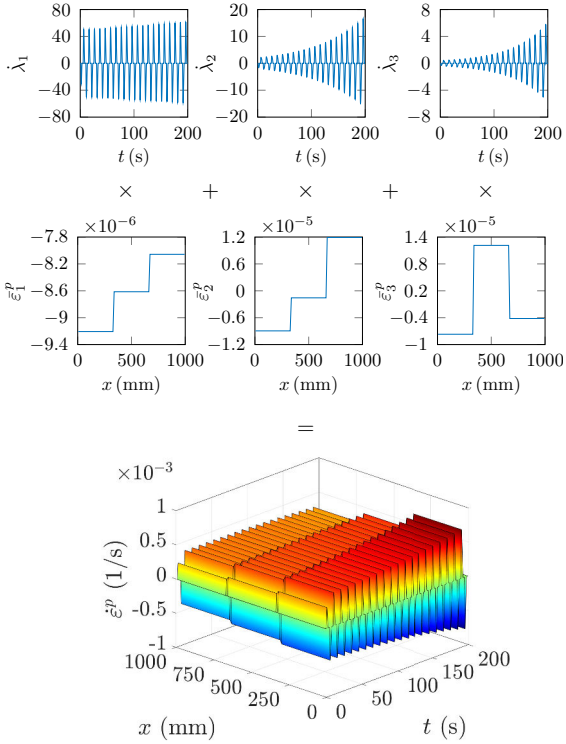 80 40 0 −40 −80
λ̇₁
0 100 200
t (s)
20 10 0 −10 −20
λ̇₂
0 100 200
t (s)
8 4 0 −4 −8
λ̇₃
0 100 200
t (s)
× + × + ×
×10⁻⁶
−7.8 −8.2 −8.6 −9 −9.4
ε̄₁ᵖ
0 500 1000
x (mm)
×10⁻⁵
1.2 0.6 0 −0.6 −1.2
ε̄₂ᵖ
0 500 1000
x (mm)
×10⁻⁵
1.4 0.8 0.2 −0.4 −1
ε̄₃ᵖ
0 500 1000
x (mm)
=
×10⁻³
1 0.5 0 -0.5 -1
ε̇ᵖ (1/s)
1000 750 500 250 0
x (mm)
0 50 100 150 200
t (s)